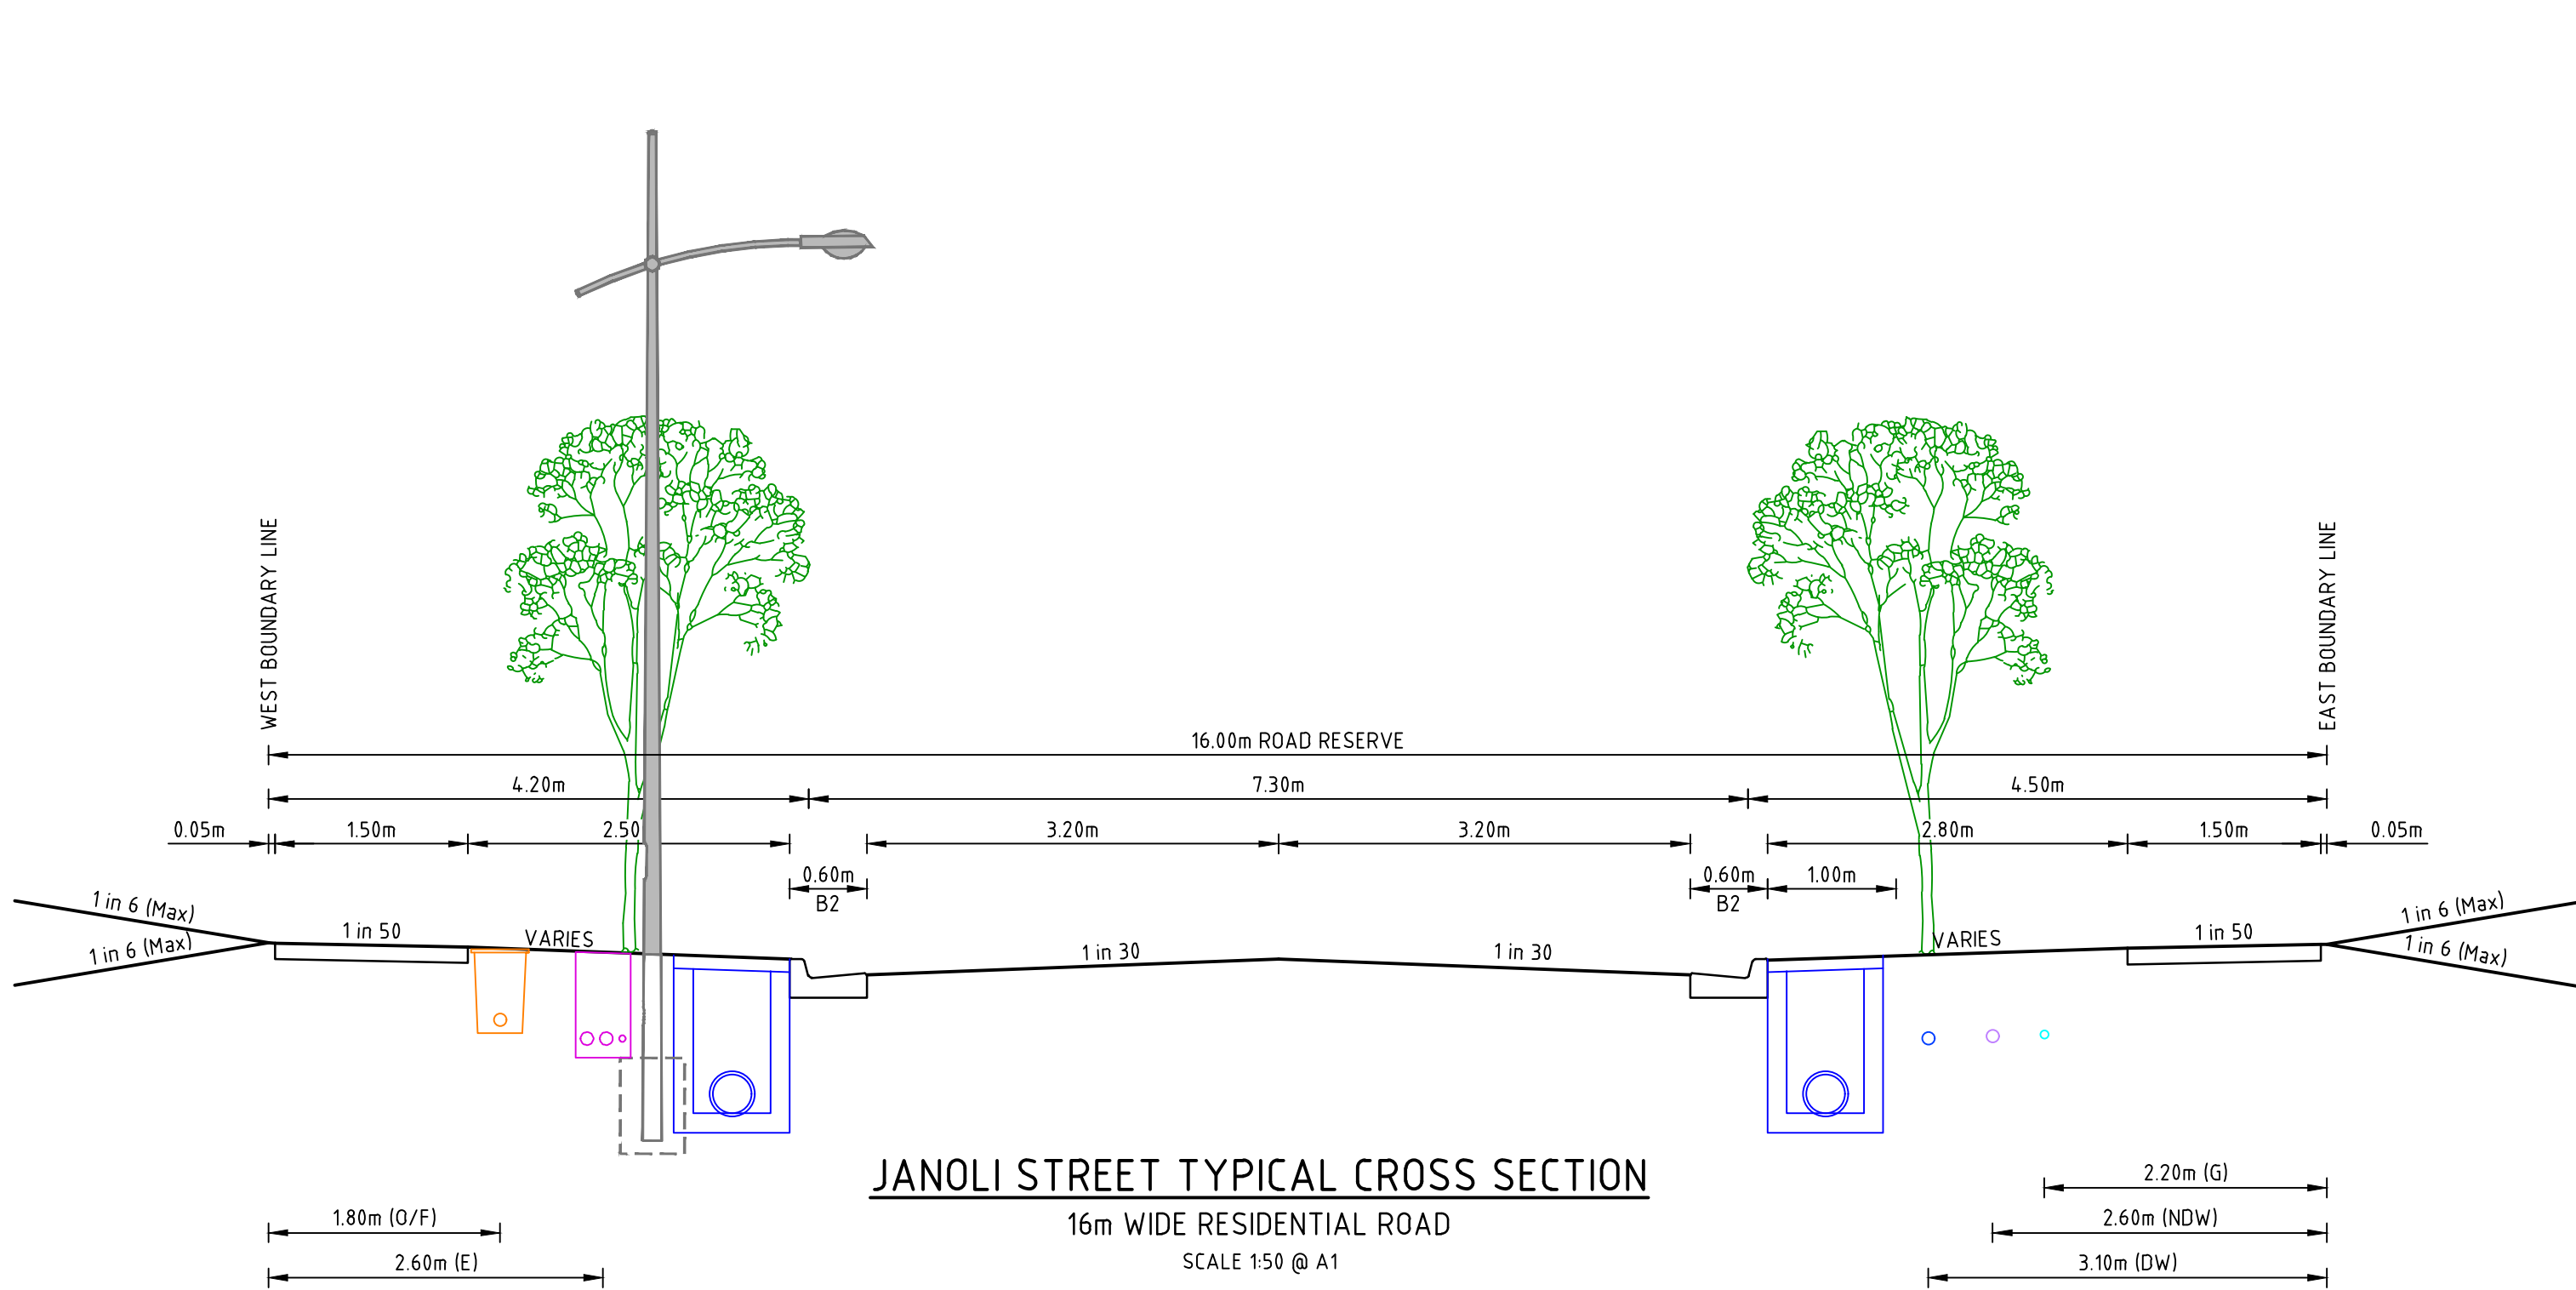 WEST BOUNDARY LINE
EAST BOUNDARY LINE
16.00m ROAD RESERVE
4.20m
7.30m
4.50m
0.05m
1.50m
2.50
3.20m
3.20m
2.80m
1.50m
0.05m
0.60m
B2
0.60m
B2
1.00m
1 in 6 (Max)
1 in 6 (Max)
1 in 50
VARIES
1 in 30
1 in 30
VARIES
1 in 50
1 in 6 (Max)
1 in 6 (Max)
JANOLI STREET TYPICAL CROSS SECTION
16m WIDE RESIDENTIAL ROAD
SCALE 1:50 @ A1
1.80m (O/F)
2.60m (E)
2.20m (G)
2.60m (NDW)
3.10m (DW)